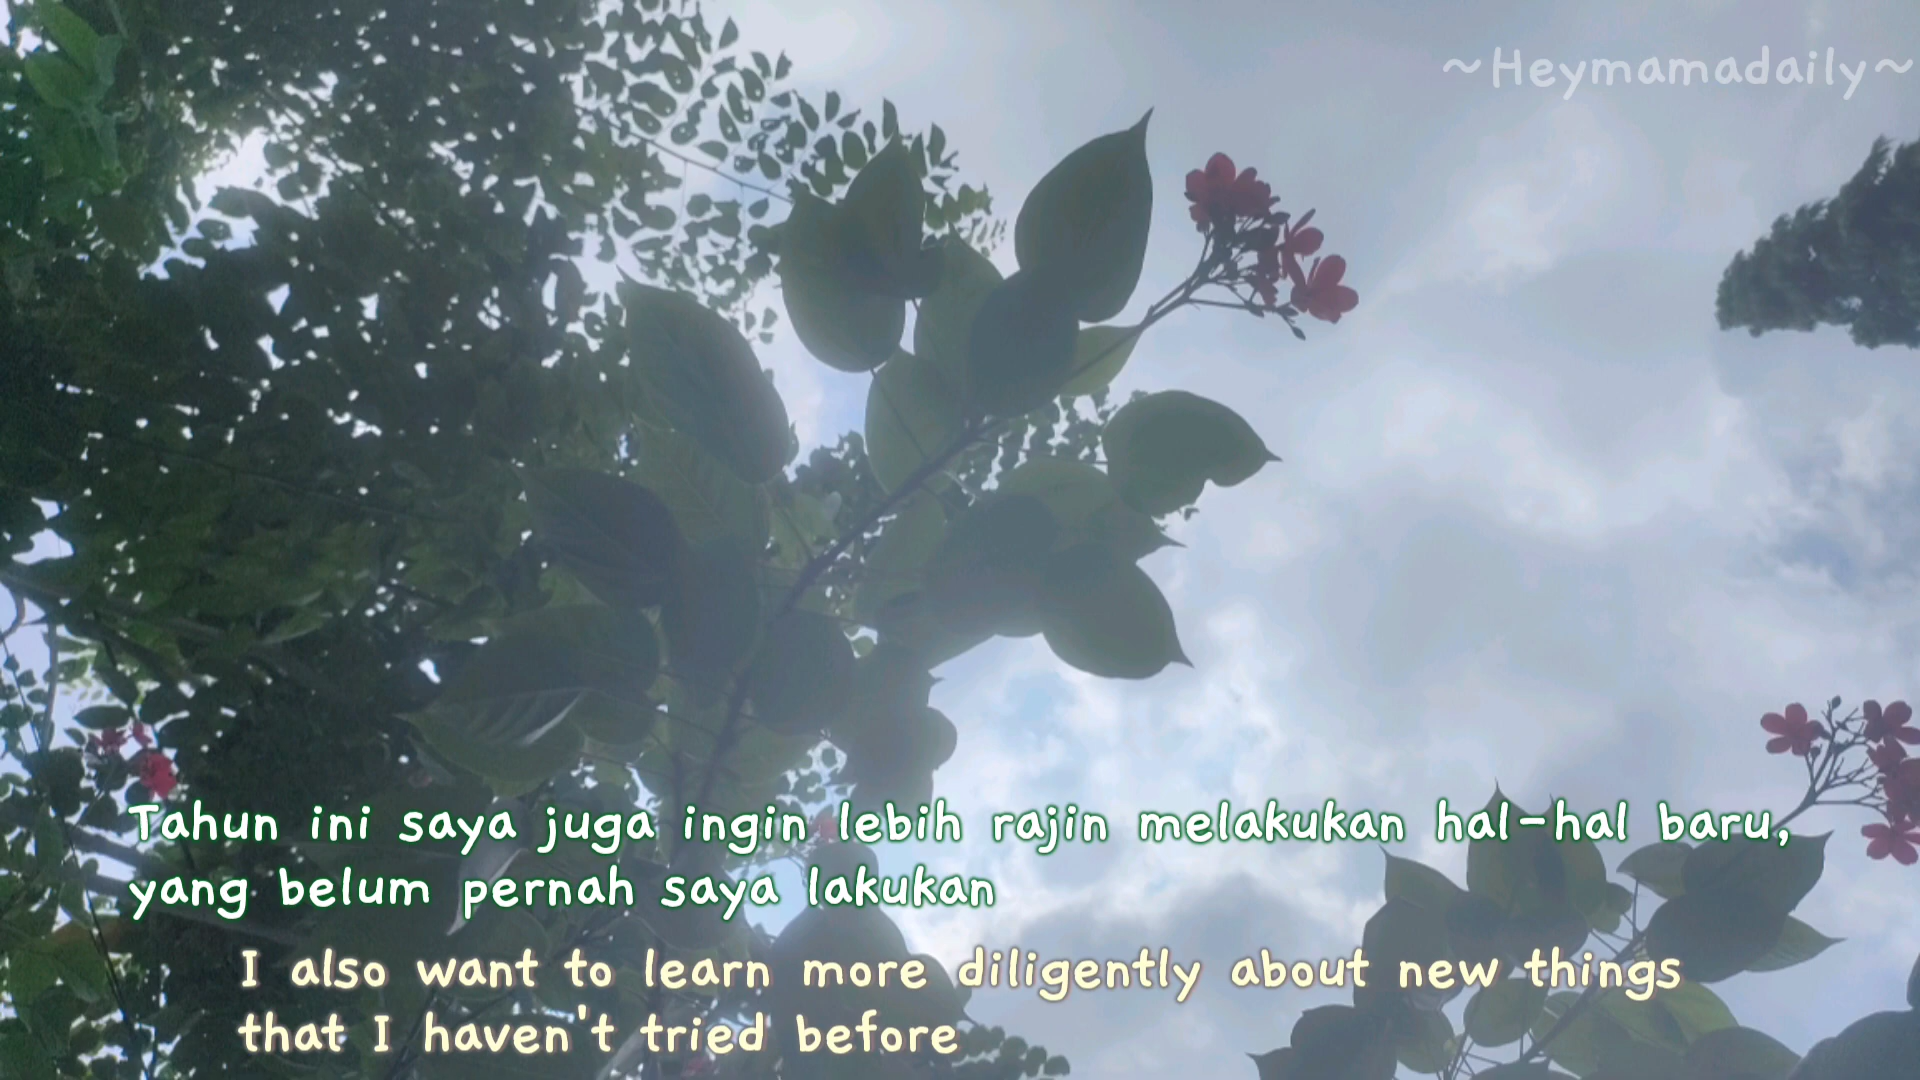 ~Heymamadaily~
Tahun ini saya juga ingin lebih rajin melakukan hal-hal baru,
yang belum pernah saya lakukan
I also want to learn more diligently about new things
that I haven't tried before